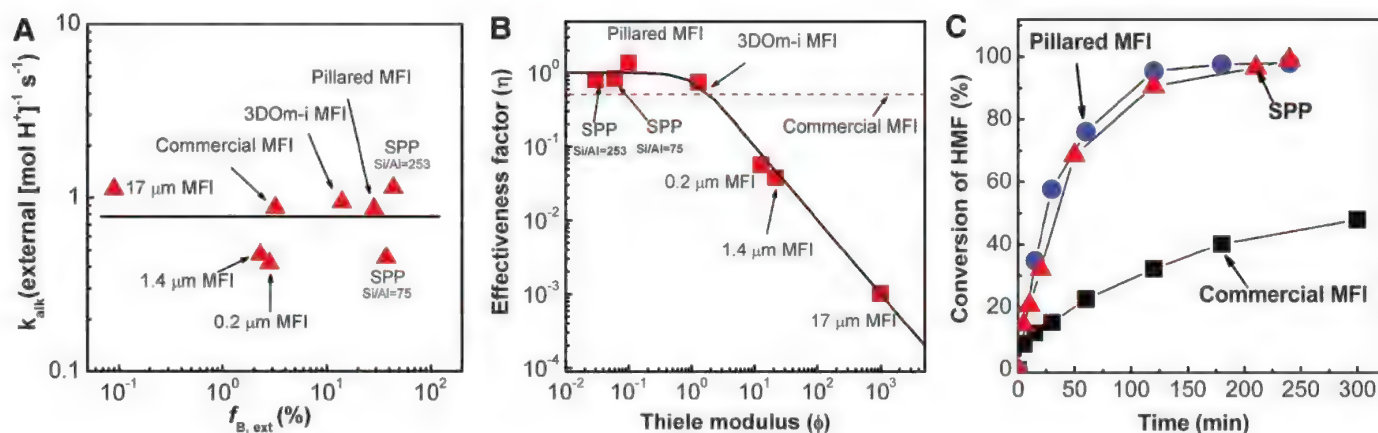 A
k_alk(external) [mol H⁺]⁻¹ s⁻¹)
10
1
0.1
10⁻¹
10⁰
10¹
10²
f_B, ext (%)
Pillared MFI
3DOm-i MFI
SPP
Si/Al=253
Commercial MFI
17 μm MFI
1.4 μm MFI
SPP
Si/Al=75
0.2 μm MFI
B
Effectiveness factor (η)
10¹
10⁰
10⁻¹
10⁻²
10⁻³
10⁻⁴
10⁻²
10⁻¹
10⁰
10¹
10²
10³
Thiele modulus (ϕ)
Pillared MFI
3DOm-i MFI
SPP
Si/Al=253
SPP
Si/Al=75
Commercial MFI
0.2 μm MFI
1.4 μm MFI
17 μm MFI
C
Conversion of HMF (%)
100
80
60
40
20
0
0
50
100
150
200
250
300
Time (min)
Pillared MFI
SPP
Commercial MFI